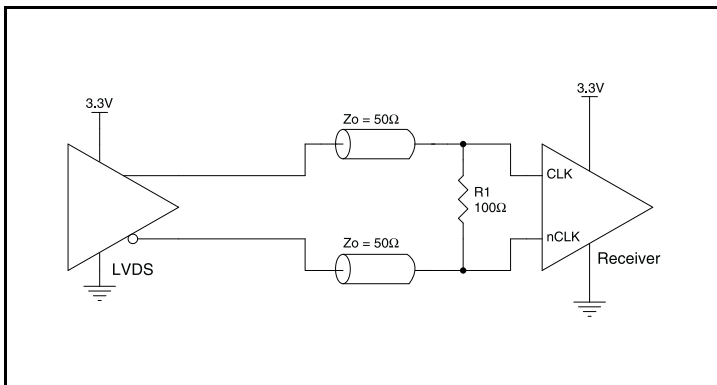 3.3V
3.3V
Zo = 50Ω
CLK
R1
100Ω
nCLK
Zo = 50Ω
LVDS
Receiver